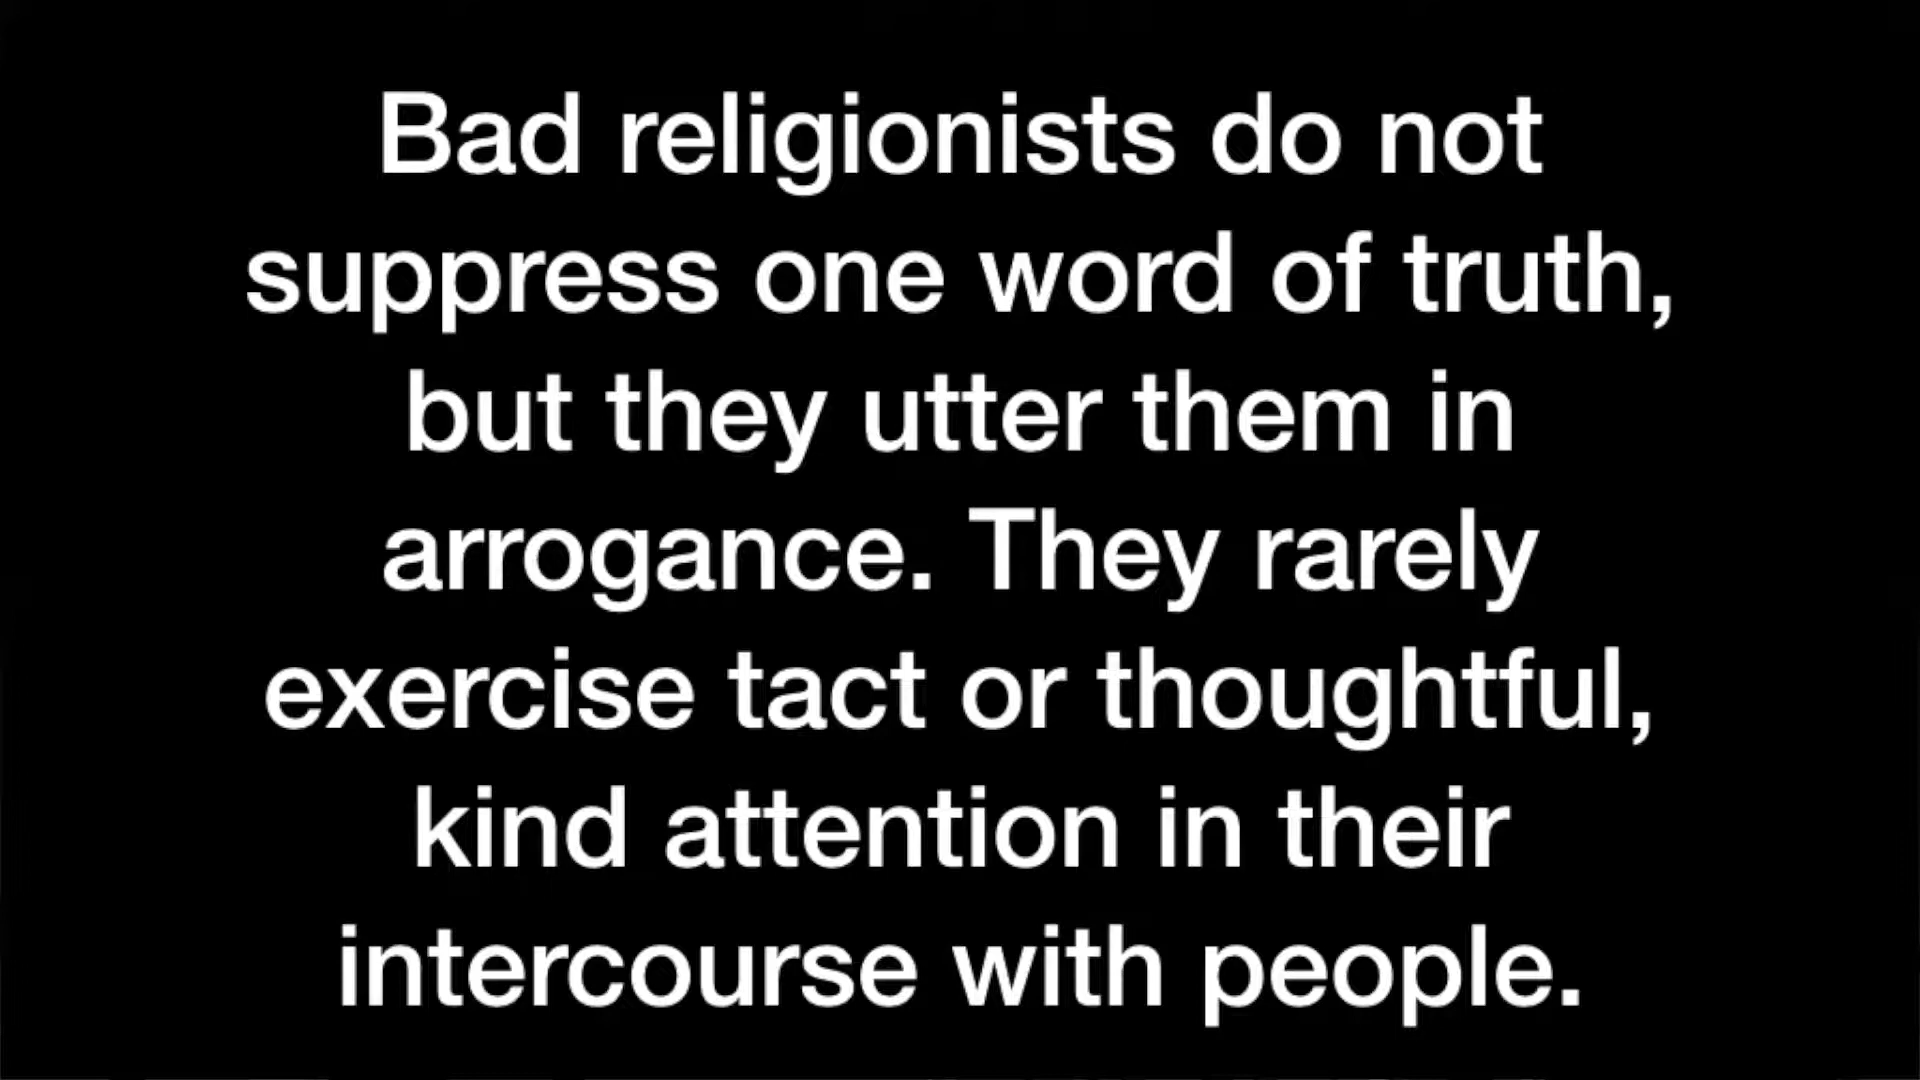 Bad religionists do not
suppress one word of truth,
but they utter them in
arrogance. They rarely
exercise tact or thoughtful,
kind attention in their
intercourse with people.